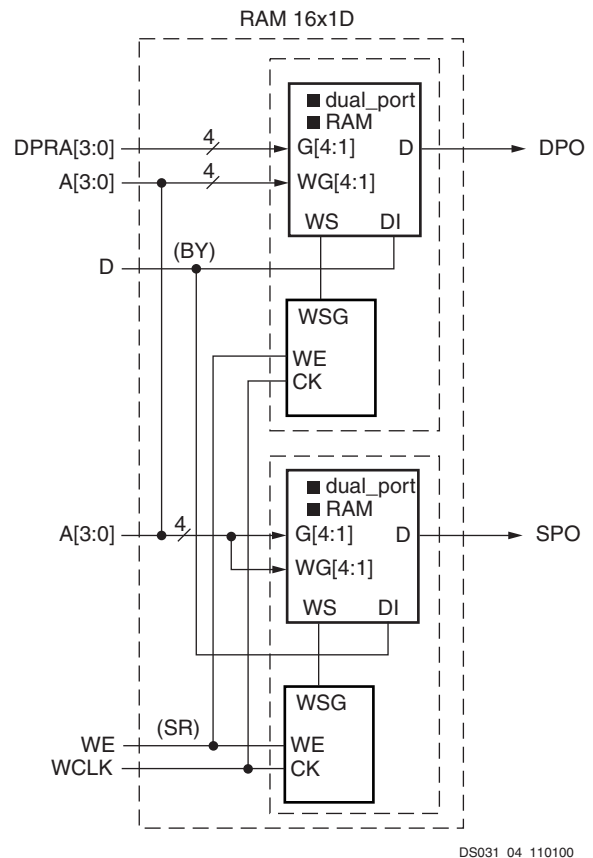 RAM 16x1D
dual_port
RAM
DPRA[3:0] 4 G[4:1] D DPO
A[3:0] 4 WG[4:1]
WS DI
D (BY)
WSG
WE
CK
dual_port
RAM
A[3:0] 4 G[4:1] D SPO
WG[4:1]
WS DI
WSG
WE (SR) WE
WCLK CK
DS031_04_110100